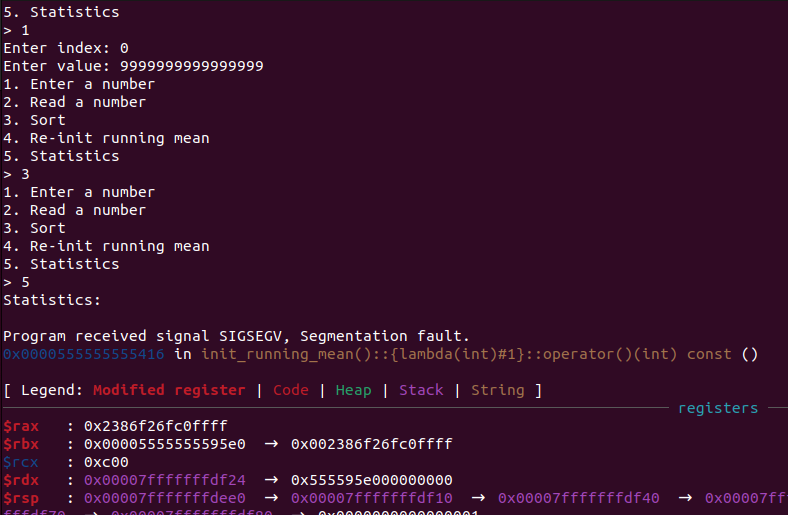 5. Statistics
> 1
Enter index: 0
Enter value: 9999999999999999
1. Enter a number
2. Read a number
3. Sort
4. Re-init running mean
5. Statistics
> 3
1. Enter a number
2. Read a number
3. Sort
4. Re-init running mean
5. Statistics
> 5
Statistics:
Program received signal SIGSEGV, Segmentation fault.
0x0000555555555416 in init_running_mean()::{lambda(int)#1}::operator()(int) const ()
[ Legend: Modified register | Code | Heap | Stack | String ]
registers
$rax : 0x2386f26fc0ffff
$rbx : 0x00005555555595e0 → 0x002386f26fc0ffff
$rcx : 0xc00
$rdx : 0x00007fffffffdf24 → 0x555595e000000000
$rsp : 0x00007fffffffdee0 → 0x00007fffffffdf10 → 0x00007fffffffdf40 → 0x00007ff
fffdf70 → 0x00007fffffffdf80 → 0x0000000000000001